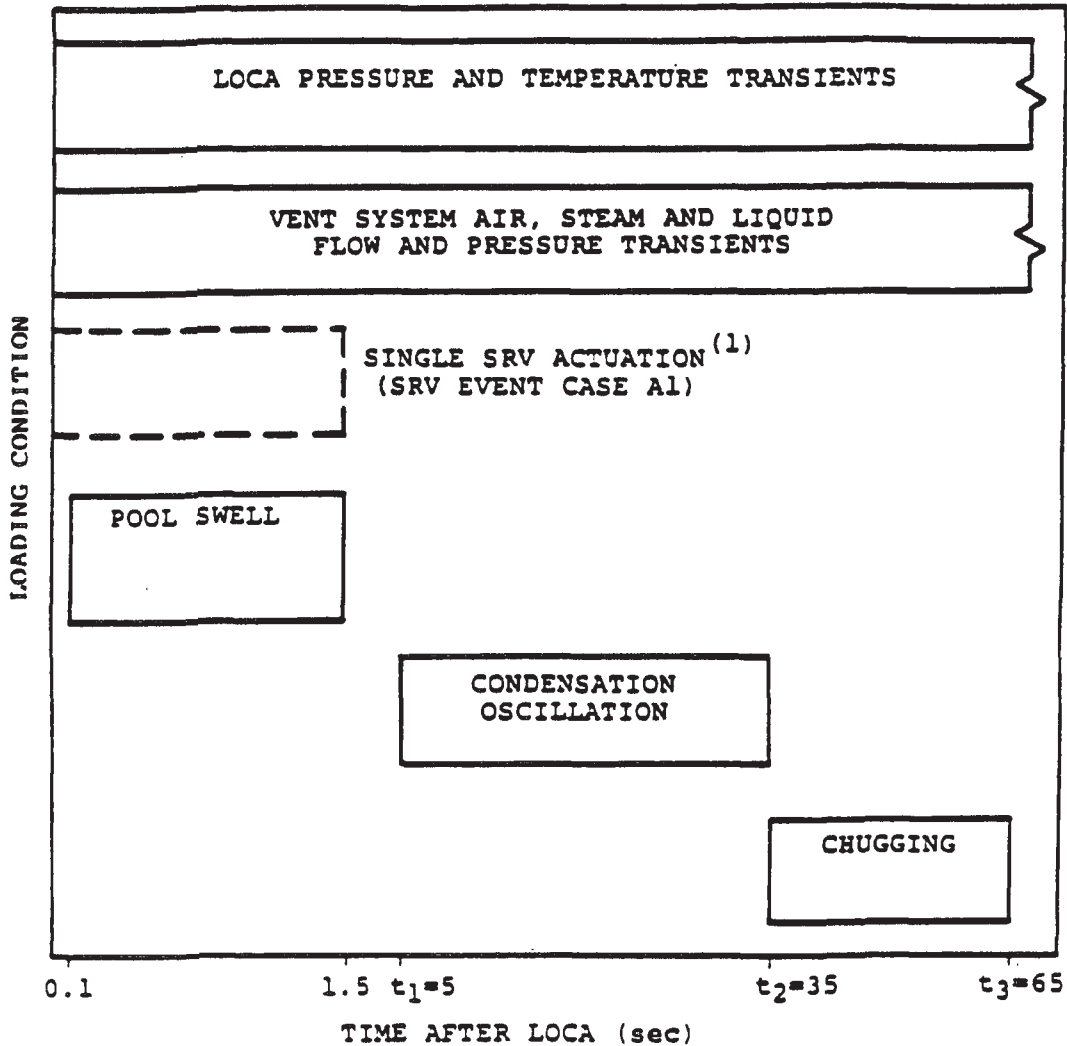 LOCA PRESSURE AND TEMPERATURE TRANSIENTS
VENT SYSTEM AIR, STEAM AND LIQUID
FLOW AND PRESSURE TRANSIENTS
SINGLE SRV ACTUATION(1)
(SRV EVENT CASE A1)
LOADING CONDITION
POOL SWELL
CONDENSATION
OSCILLATION
CHUGGING
0.1 1.5 t1=5 t2=35 t3=65
TIME AFTER LOCA (sec)